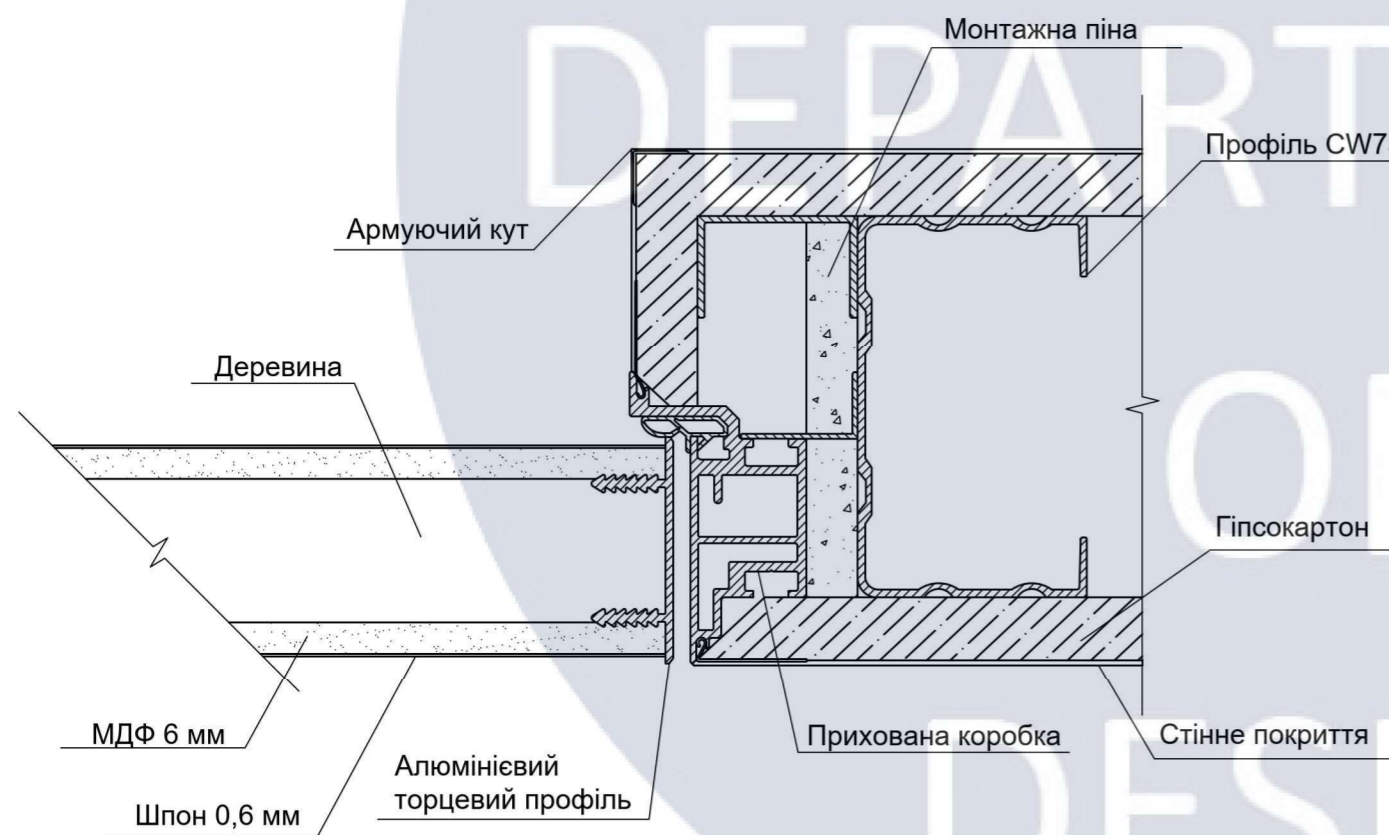 DEPART
Монтажна піна
Профіль CW7
Армуючий кут
Деревина
Гіпсокартон
МДФ 6 мм
Прихована коробка
Стінне покриття
Алюмінієвий
торцевий профіль
Шпон 0,6 мм
DES